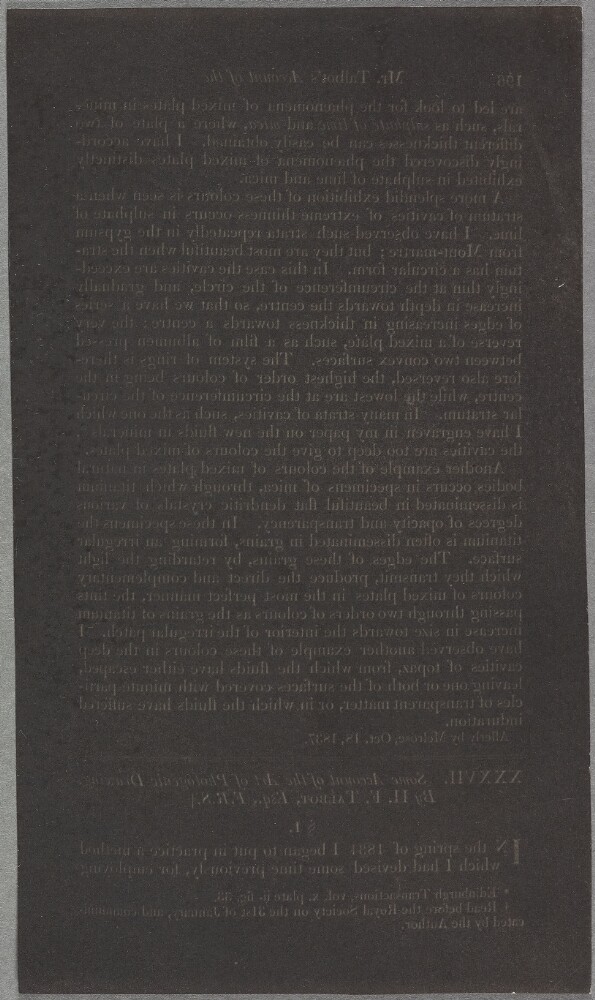 196 Mr. Talbot's Account of the
are led to look for the phenomena of mixed plates in mine-
rals, such as sulphate of lime and mica, where a plate of two
different thicknesses can be easily obtained. I have accord-
ingly discovered the phenomena of mixed plates distinctly
exhibited in sulphate of lime and mica.
A more splendid exhibition of these colours is seen when a
stratum of cavities of extreme thinness occurs in sulphate of
lime. I have observed such strata repeatedly in the gypsum
from Mont-martre; but they are most beautiful when the stra-
tum has a circular form. In this case the cavities are exceed-
ingly thin at the circumference of the circle, and gradually
increase in depth towards the centre, so that we have a series
of edges increasing in thickness towards a centre; the very
reverse of a mixed plate, such as a film of albumen pressed
between two convex surfaces. The system of rings is there-
fore also reversed, the highest order of colours being in the
centre, while the lowest are at the circumference of the circu-
lar stratum. In many strata of cavities, such as the one which
I have engraven in my paper on the new fluids in minerals*,
the cavities are too deep to give the colours of mixed plates.
Another example of the colours of mixed plates in natural
bodies occurs in specimens of mica, through which titanium
is disseminated in beautiful flat dendritic crystals of various
degrees of opacity and transparency. In these specimens the
titanium is often disseminated in grains, forming an irregular
surface. The edges of these grains, by retarding the light
which they transmit, produce the direct and complementary
colours of mixed plates in the most perfect manner, the tints
passing through two orders of colours as the grains of titanium
increase in size towards the interior of the irregular patch. I
have observed another example of these colours in the deep
cavities of topaz, from which the fluids have either escaped,
leaving one or both of the surfaces covered with minute parti-
cles of transparent matter, or in which the fluids have suffered
induration.
Allerly by Melrose, Oct. 18, 1837.
XXXVII. Some Account of the Art of Photogenic Drawing.
By H. F. TALBOT, Esq., F.R.S.†
§ 1.
IN the spring of 1834 I began to put in practice a method
which I had devised some time previously, for employing
* Edinburgh Transactions, vol. x. plate ii. fig. 33.
† Read before the Royal Society on the 31st of January, and communi-
cated by the Author.